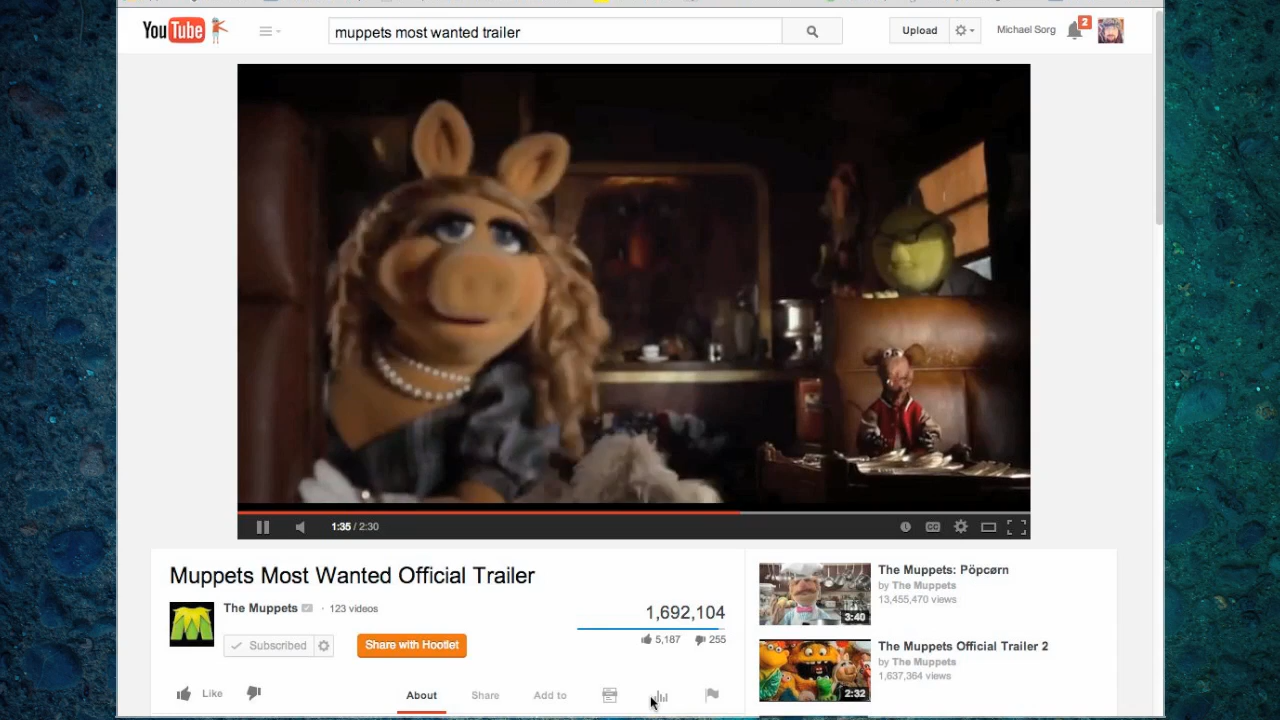 YouTube
muppets most wanted trailer
Upload
Michael Sorg
2
1:35 / 2:30
CC
Muppets Most Wanted Official Trailer
The Muppets · 123 videos
Subscribed
Share with Hootlet
1,692,104
5,187 255
Like
About Share Add to
3:40
The Muppets: Pöpcørn
by The Muppets
13,455,470 views
2:32
The Muppets Official Trailer 2
by The Muppets
1,637,364 views